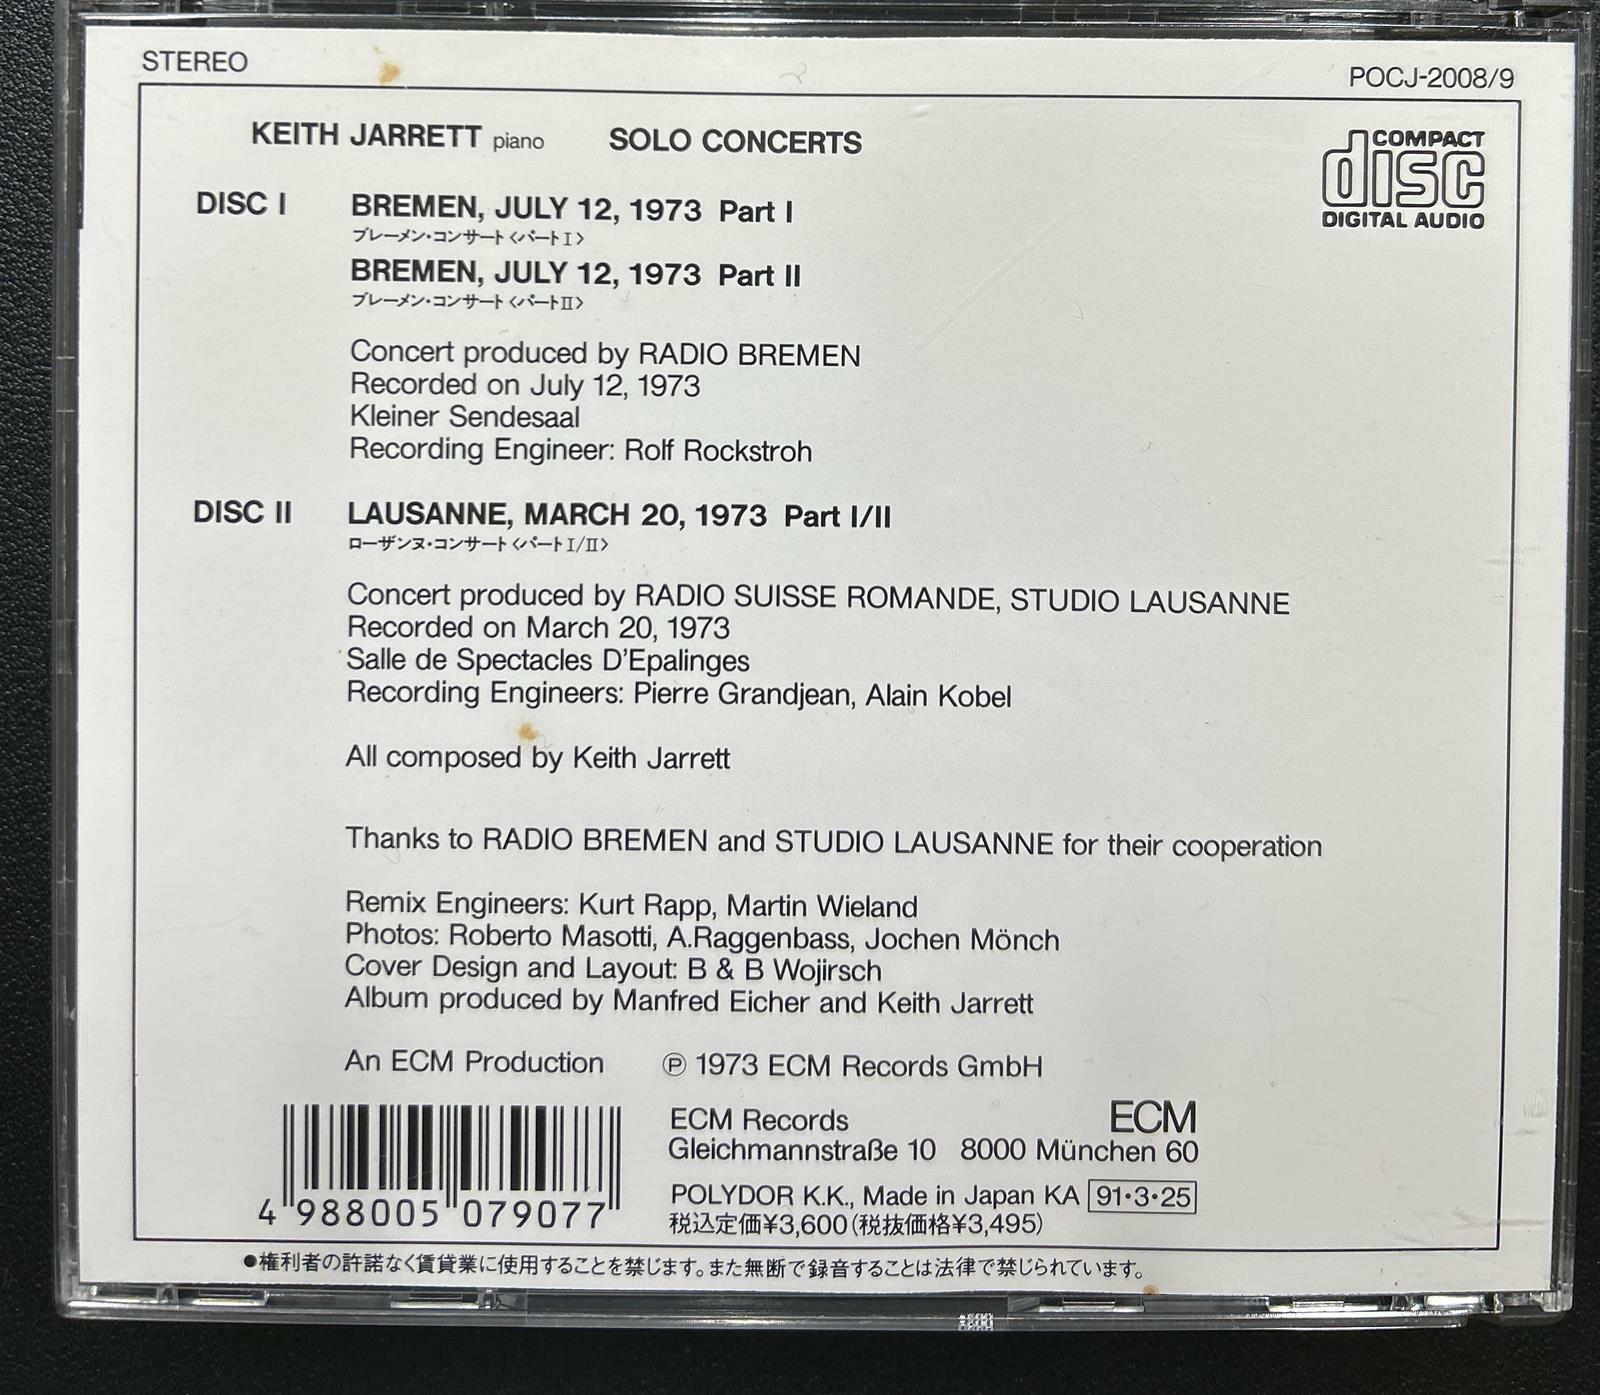 STEREO
POCJ-2008/9
KEITH JARRETT piano SOLO CONCERTS
COMPACT
disc
DIGITAL AUDIO
DISC I BREMEN, JULY 12, 1973 Part I
ブレーメン・コンサート〈パートI〉
BREMEN, JULY 12, 1973 Part II
ブレーメン・コンサート〈パートII〉
Concert produced by RADIO BREMEN
Recorded on July 12, 1973
Kleiner Sendesaal
Recording Engineer: Rolf Rockstroh
DISC II LAUSANNE, MARCH 20, 1973 Part I/II
ローザンヌ・コンサート〈パートI/II〉
Concert produced by RADIO SUISSE ROMANDE, STUDIO LAUSANNE
Recorded on March 20, 1973
Salle de Spectacles D'Epalinges
Recording Engineers: Pierre Grandjean, Alain Kobel
All composed by Keith Jarrett
Thanks to RADIO BREMEN and STUDIO LAUSANNE for their cooperation
Remix Engineers: Kurt Rapp, Martin Wieland
Photos: Roberto Masotti, A.Raggenbass, Jochen Mönch
Cover Design and Layout: B & B Wojirsch
Album produced by Manfred Eicher and Keith Jarrett
An ECM Production ℗ 1973 ECM Records GmbH
ECM Records ECM
Gleichmannstraße 10 8000 München 60
POLYDOR K.K., Made in Japan KA 91・3・25
税込定価¥3,600(税抜価格¥3,495)
4 988005 079077
●権利者の許諾なく賃貸業に使用することを禁じます。また無断で録音することは法律で禁じられています。